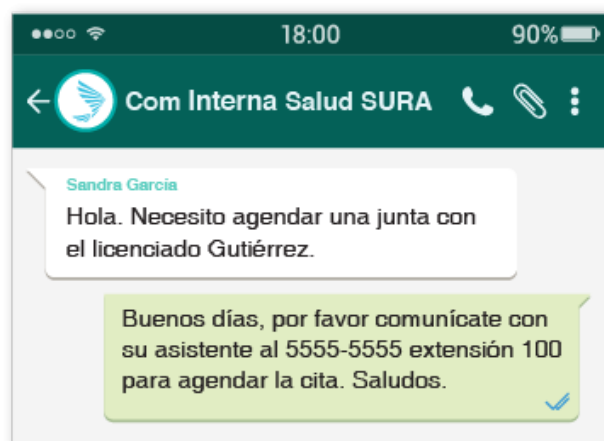 18:00 90%
Com Interna Salud SURA
Sandra García
Hola. Necesito agendar una junta con
el licenciado Gutiérrez.
Buenos días, por favor comunícate con
su asistente al 5555-5555 extensión 100
para agendar la cita. Saludos.